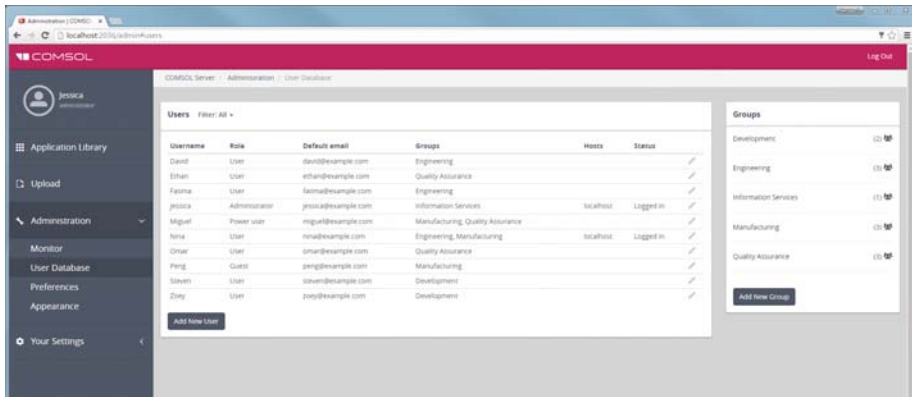 Administration | COMSO
localhost:2036/admin#users
COMSOL
Log Out
Jessica
administrator
Application Library
Upload
Administration
Monitor
User Database
Preferences
Appearance
Your Settings
COMSOL Server / Administration / User Database
Users Filter: All
Username Role Default email Groups Hosts Status
David User david@example.com Engineering
Ethan User ethan@example.com Quality Assurance
Fatima User fatima@example.com Engineering
Jessica Administrator jessica@example.com Information Services localhost Logged in
Miguel Power user miguel@example.com Manufacturing, Quality Assurance
Nina User nina@example.com Engineering, Manufacturing localhost Logged in
Omar User omar@example.com Quality Assurance
Peng Guest peng@example.com Manufacturing
Steven User steven@example.com Development
Zoey User zoey@example.com Development
Add New User
Groups
Development (2)
Engineering (3)
Information Services (1)
Manufacturing (3)
Quality Assurance (3)
Add New Group